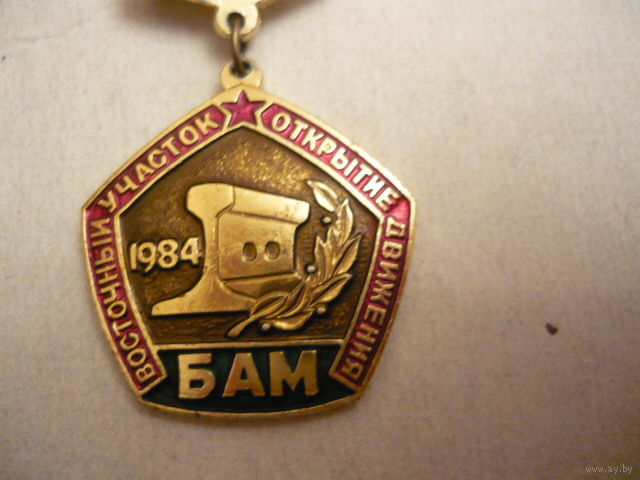 ВОСТОЧНЫЙ УЧАСТОК
ОТКРЫТИЕ ДВИЖЕНИЯ
1984
БАМ
www.ay.by